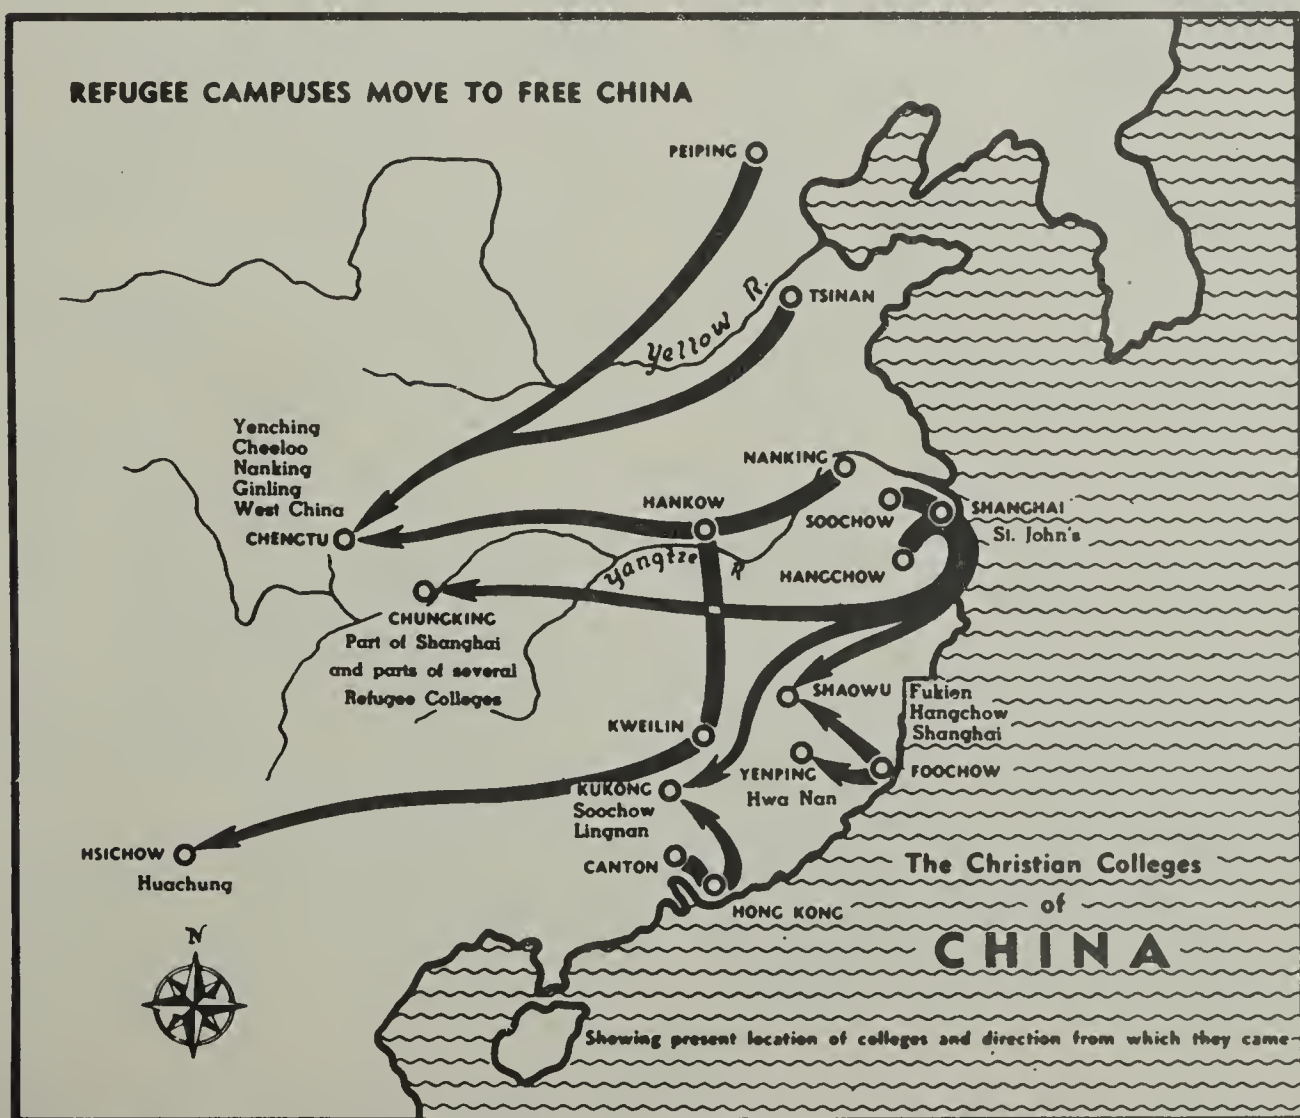 REFUGEE CAMPUSES MOVE TO FREE CHINA
PEIPING
TSINAN
Yellow R.
Yenching
Cheeloo
Nanking
Ginling
West China
CHENGTU
NANKING
HANKOW
SOOCHOW
SHANGHAI
St. John's
HANGCHOW
Yangtze R
CHUNGKING
Part of Shanghai
and parts of several
Refugee Colleges
SHAOWU
Fukien
Hangchow
Shanghai
KWEILIN
YENPING
Hwa Nan
FOOCHOW
KUKONG
Soochow
Lingnan
HSICHOW
Huachung
CANTON
HONG KONG
N
The Christian Colleges
of
CHINA
Showing present location of colleges and direction from which they came